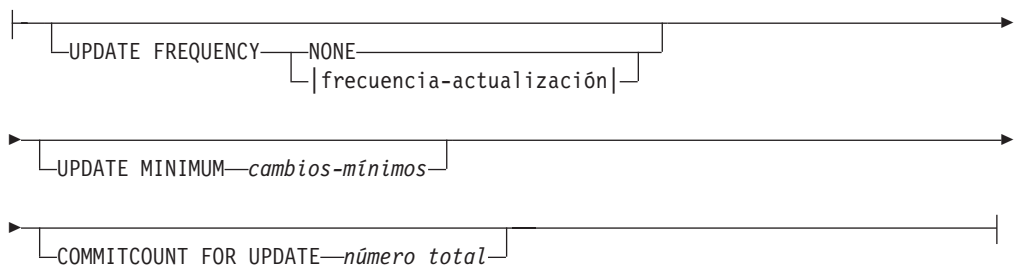 UPDATE FREQUENCY NONE
frecuencia-actualización
UPDATE MINIMUM cambios-mínimos
COMMITCOUNT FOR UPDATE número total